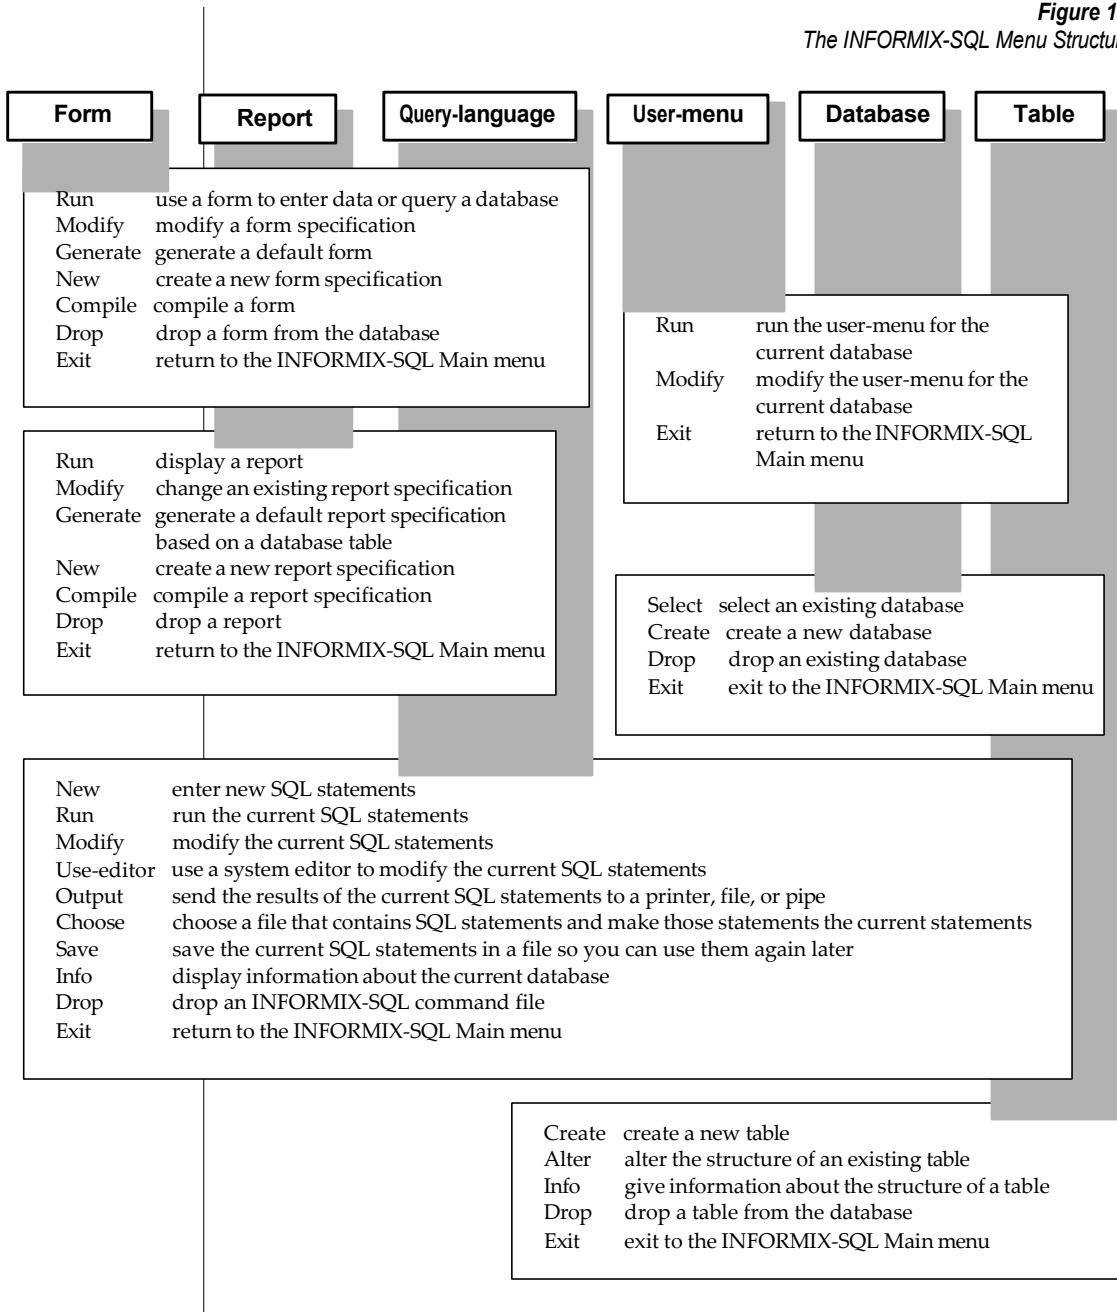 Figure 1
The INFORMIX-SQL Menu Structu
Form Report Query-language User-menu Database Table
Run use a form to enter data or query a database
Modify modify a form specification
Generate generate a default form
New create a new form specification
Compile compile a form
Drop drop a form from the database
Exit return to the INFORMIX-SQL Main menu
Run run the user-menu for the
current database
Modify modify the user-menu for the
current database
Exit return to the INFORMIX-SQL
Main menu
Run display a report
Modify change an existing report specification
Generate generate a default report specification
based on a database table
New create a new report specification
Compile compile a report specification
Drop drop a report
Exit return to the INFORMIX-SQL Main menu
Select select an existing database
Create create a new database
Drop drop an existing database
Exit exit to the INFORMIX-SQL Main menu
New enter new SQL statements
Run run the current SQL statements
Modify modify the current SQL statements
Use-editor use a system editor to modify the current SQL statements
Output send the results of the current SQL statements to a printer, file, or pipe
Choose choose a file that contains SQL statements and make those statements the current statements
Save save the current SQL statements in a file so you can use them again later
Info display information about the current database
Drop drop an INFORMIX-SQL command file
Exit return to the INFORMIX-SQL Main menu
Create create a new table
Alter alter the structure of an existing table
Info give information about the structure of a table
Drop drop a table from the database
Exit exit to the INFORMIX-SQL Main menu